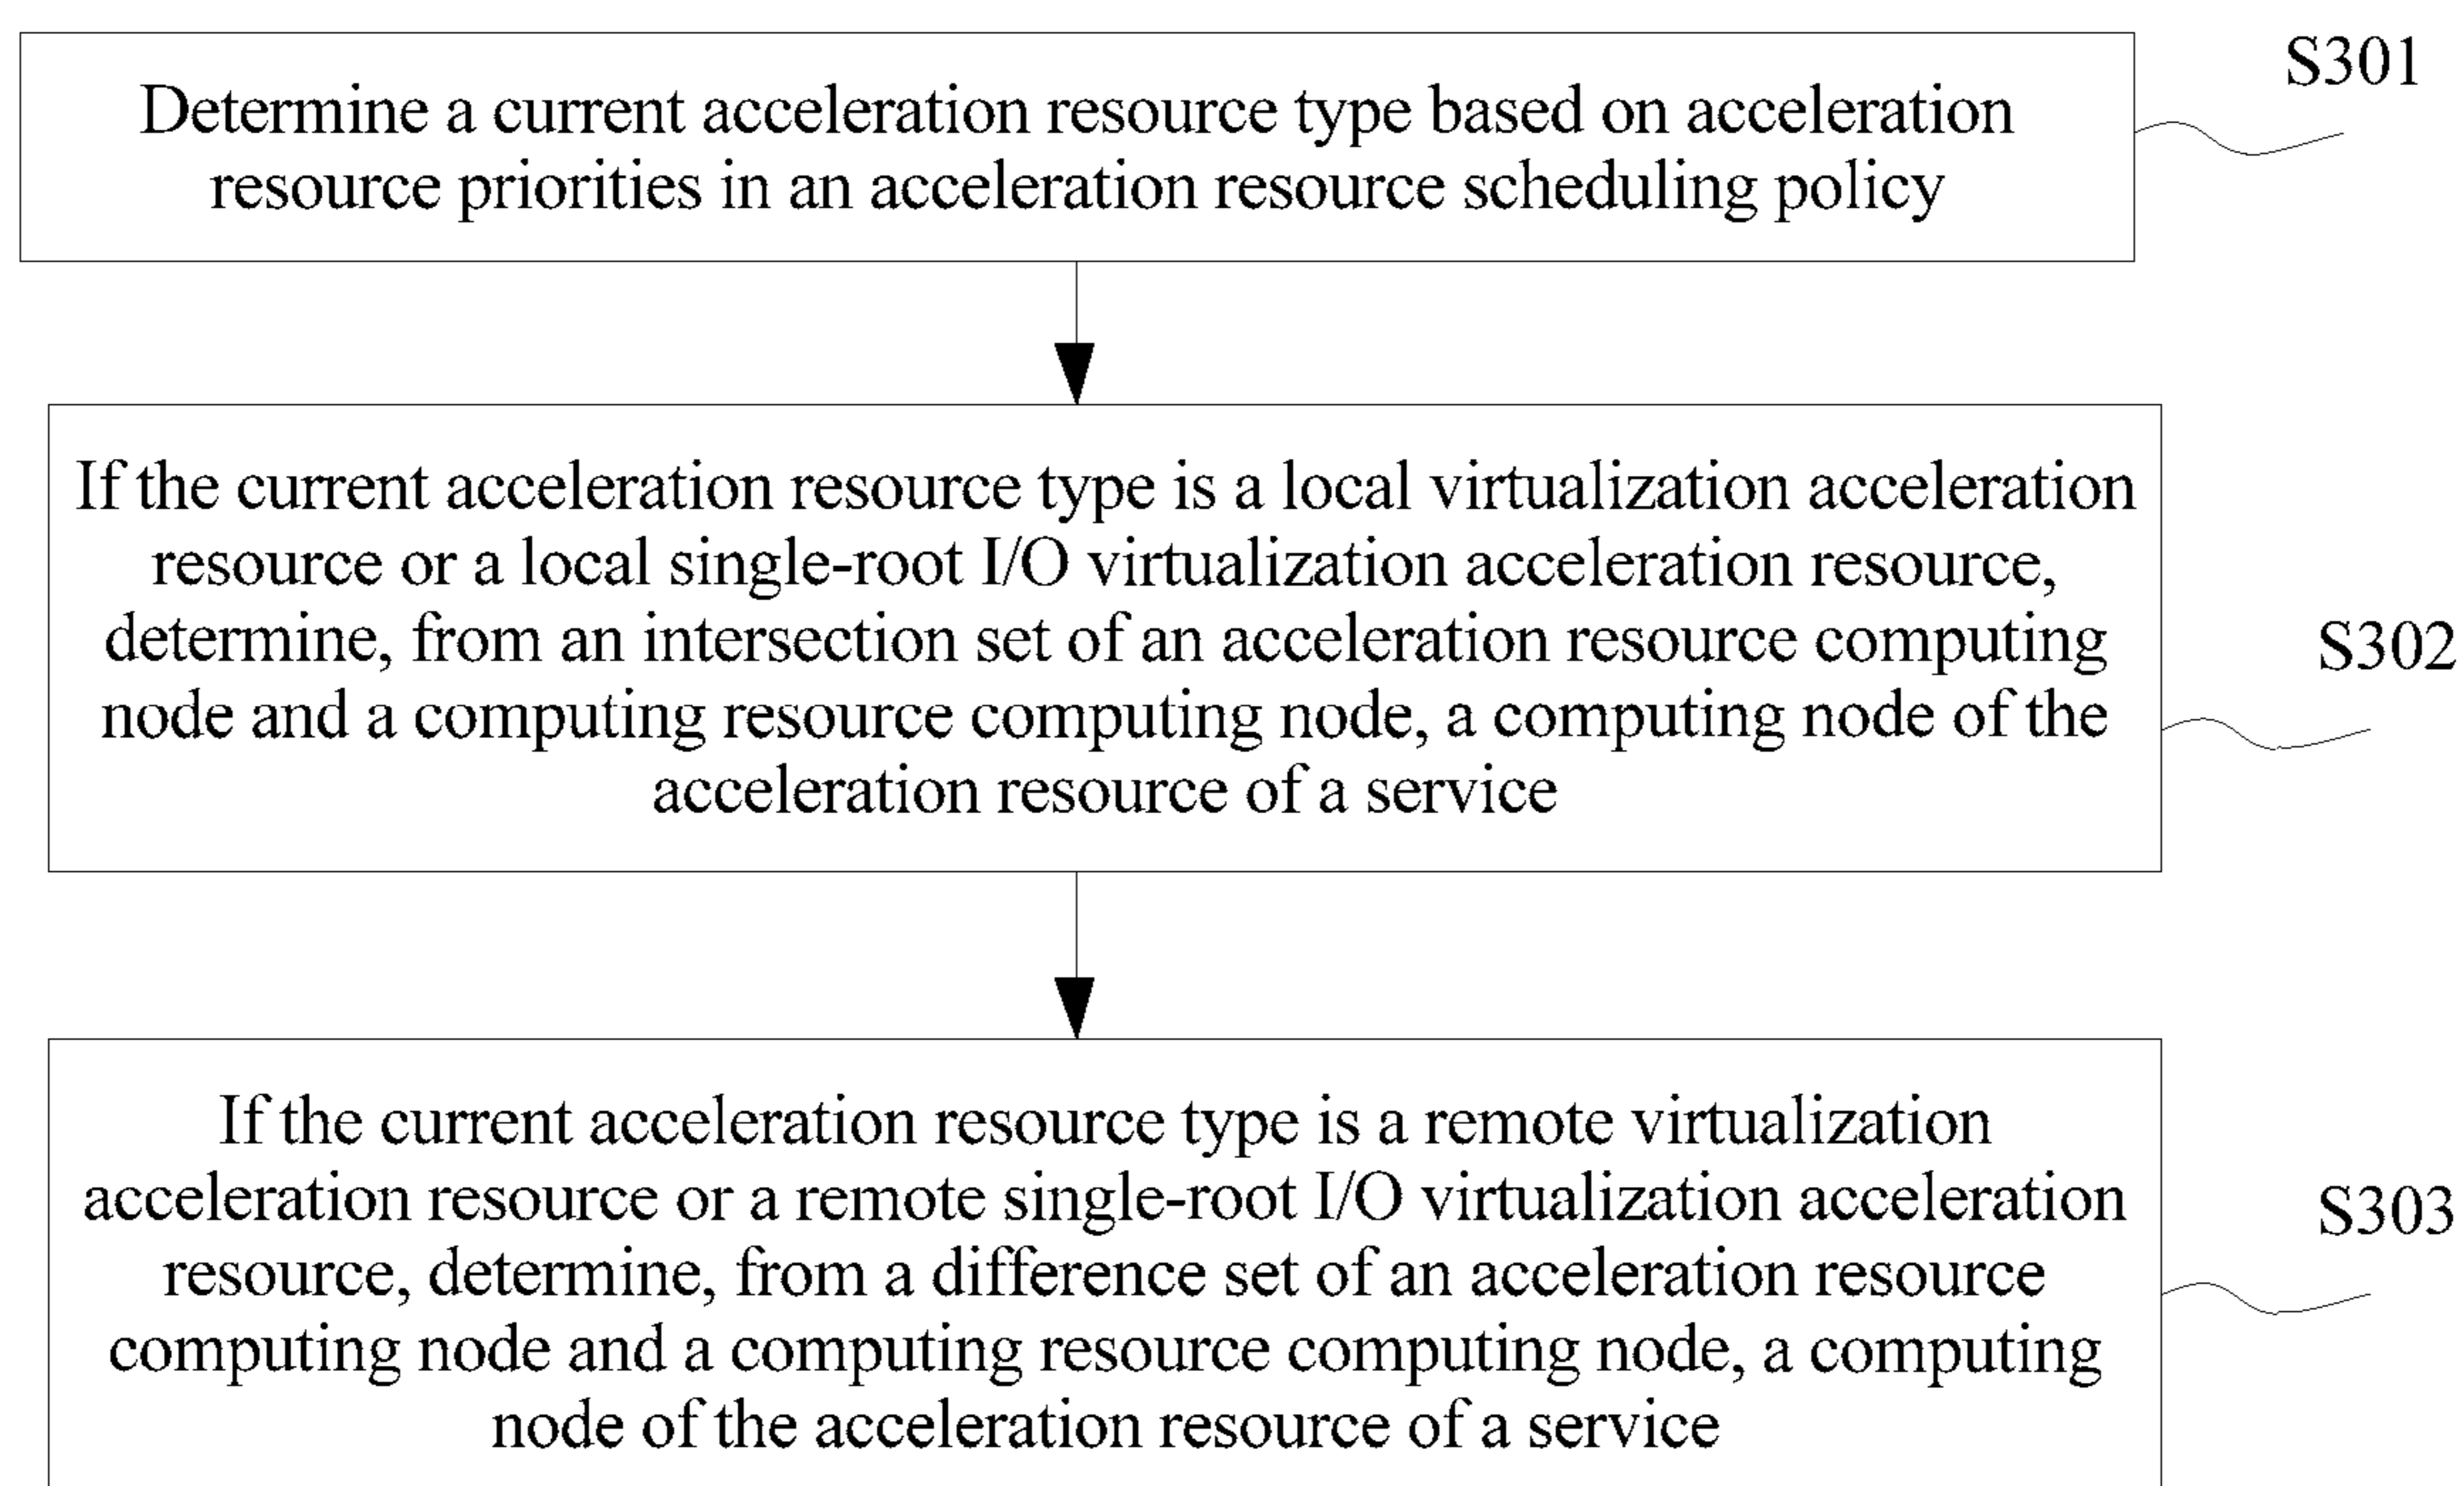 S301
Determine a current acceleration resource type based on acceleration
resource priorities in an acceleration resource scheduling policy
If the current acceleration resource type is a local virtualization acceleration
resource or a local single-root I/O virtualization acceleration resource,
determine, from an intersection set of an acceleration resource computing
S302
node and a computing resource computing node, a computing node of the
acceleration resource of a service
If the current acceleration resource type is a remote virtualization
acceleration resource or a remote single-root I/O virtualization acceleration
S303
resource, determine, from a difference set of an acceleration resource
computing node and a computing resource computing node, a computing
node of the acceleration resource of a service